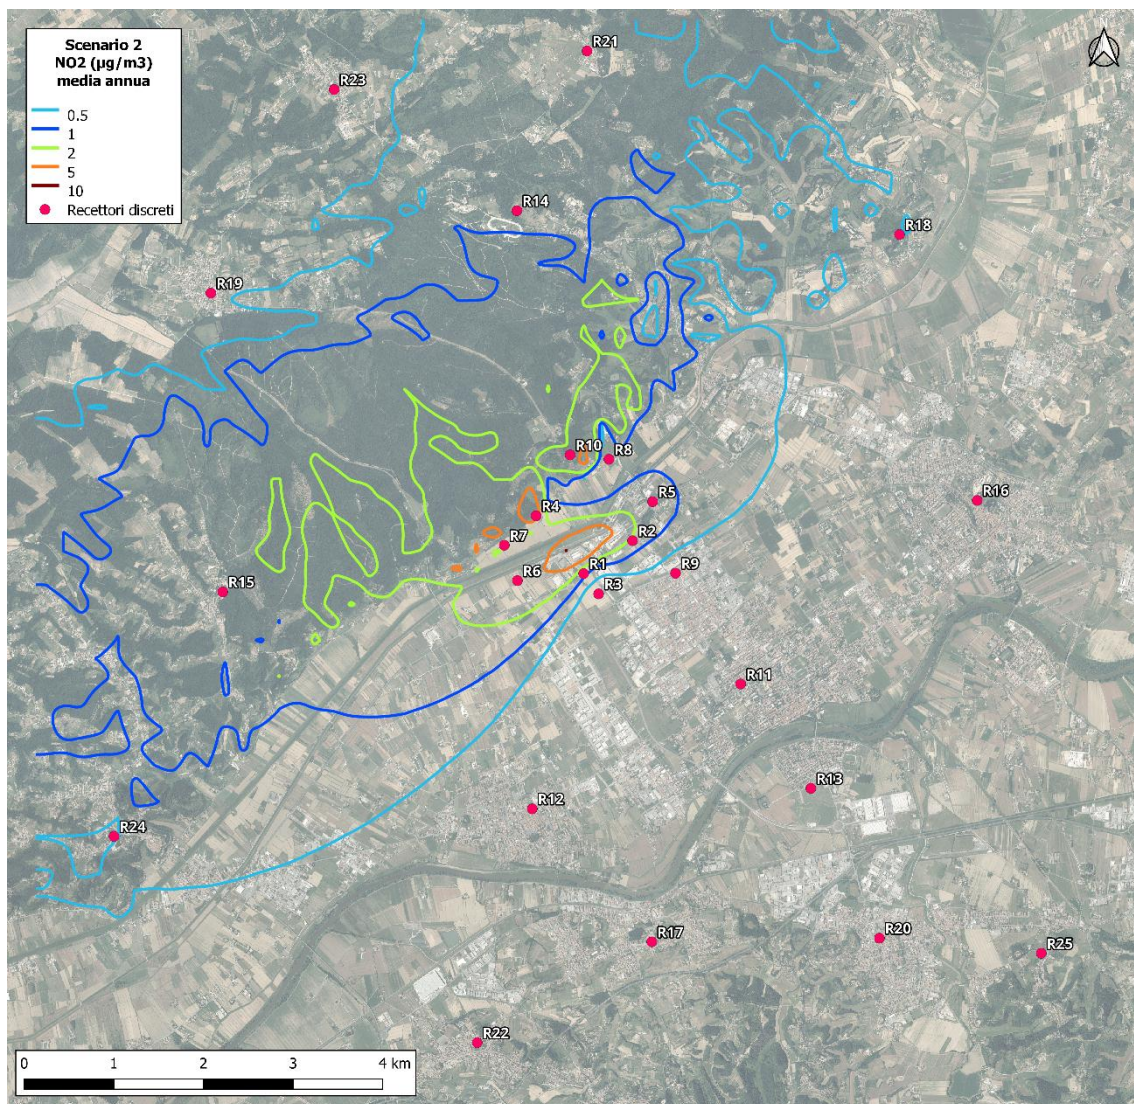 Scenario 2
NO2 (µg/m3)
media annua
0.5
1
2
5
10
Recettori discreti
R21
R23
R14
R18
R19
R10
R8
R5
R16
R4
R2
R7
R1
R9
R6
R3
R15
R11
R13
R12
R24
R17
R20
R25
R22
0 1 2 3 4 km